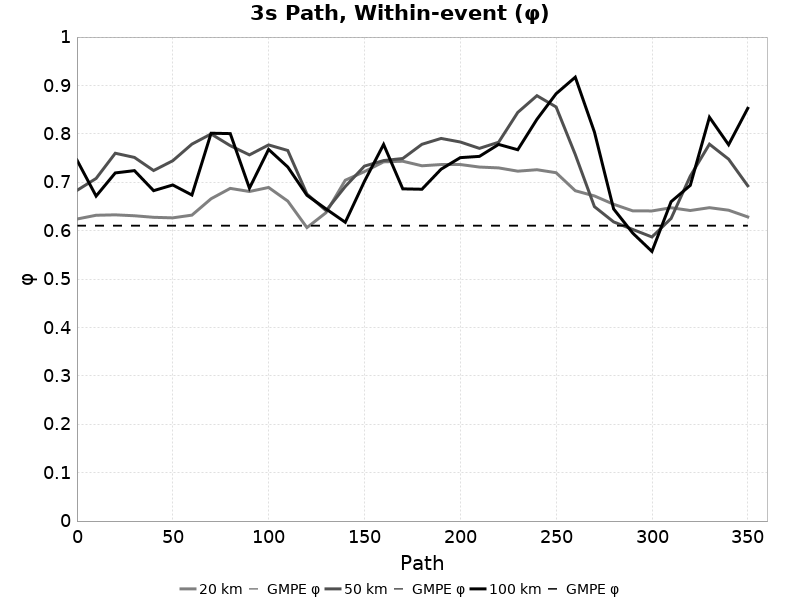 3s Path, Within-event (φ)
1
0.9
0.8
0.7
0.6
0.5
0.4
0.3
0.2
0.1
0
φ
0 50 100 150 200 250 300 350
Path
20 km GMPE φ 50 km GMPE φ 100 km GMPE φ